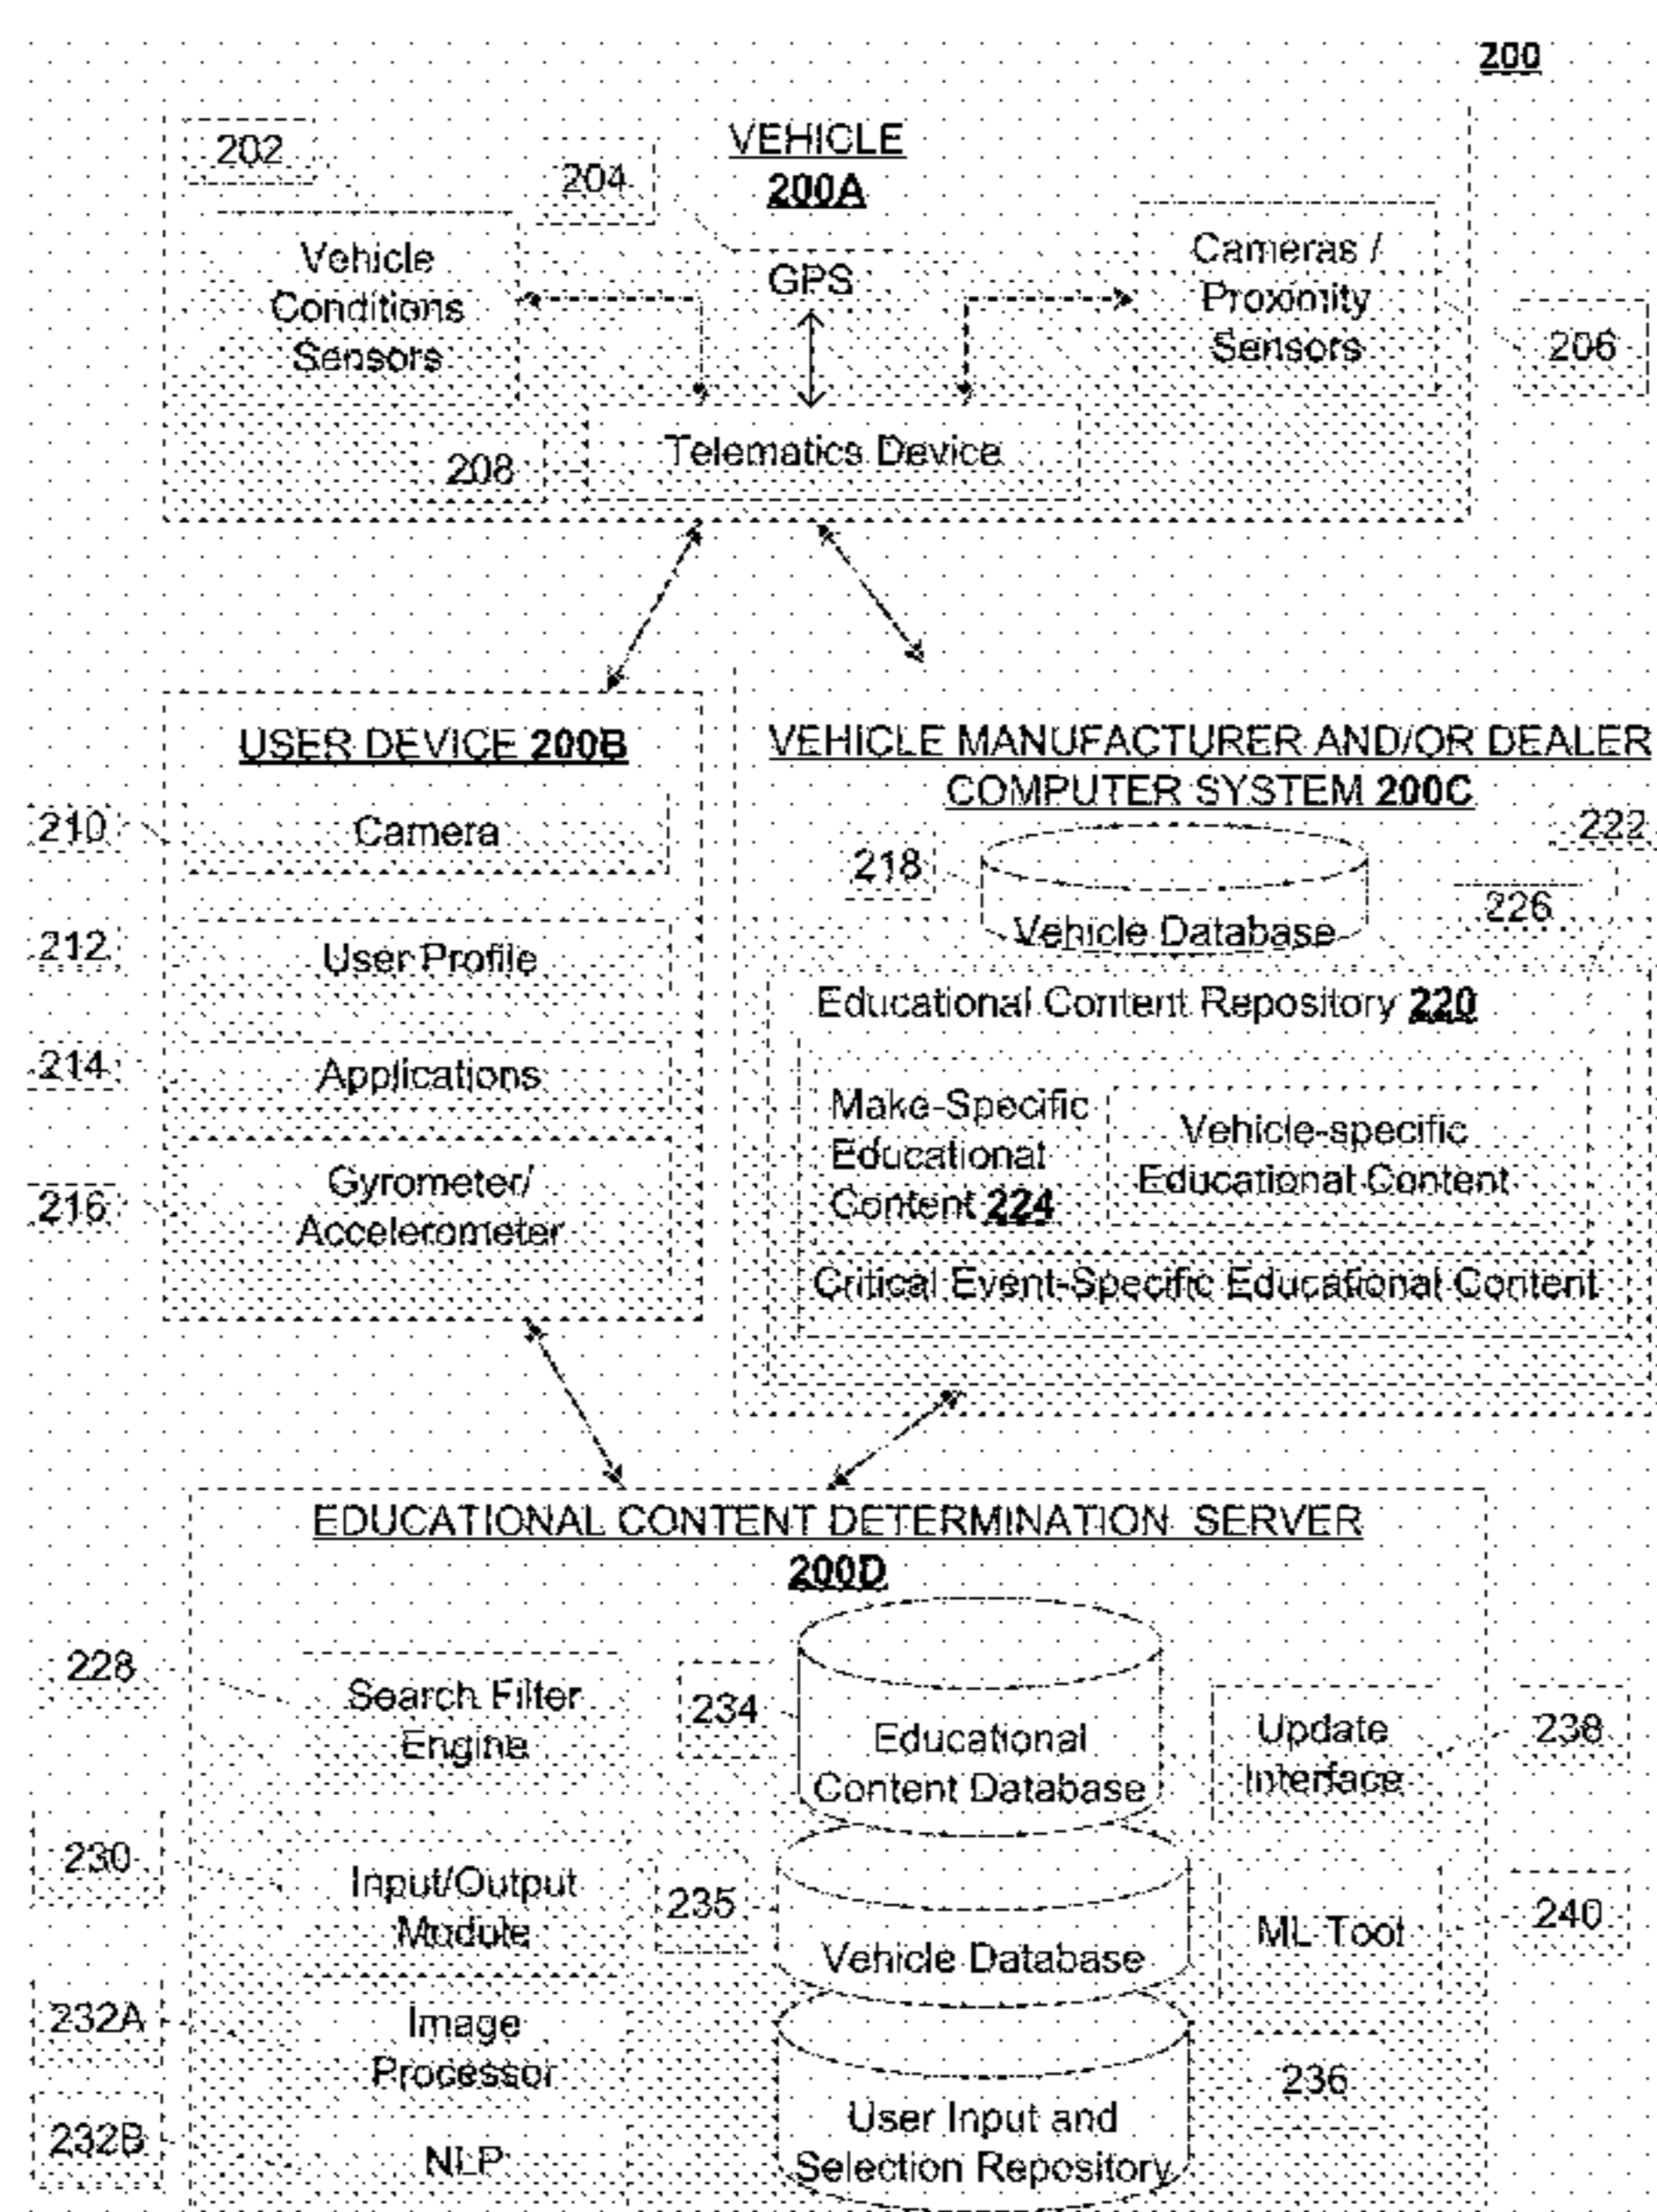 200
202
204
VEHICLE
200A
Vehicle
Conditions
Sensors
GPS
Cameras /
Proximity
Sensors
206
208
Telematics Device
USER DEVICE 200B
210
Camera
212
User Profile
214
Applications
216
Gyrometer/
Accelerometer
VEHICLE MANUFACTURER AND/OR DEALER
COMPUTER SYSTEM 200C
222
218
226
Vehicle Database
Educational Content Repository 220
Make-Specific
Educational
Content 224
Vehicle-specific
Educational Content
Critical Event-Specific Educational Content
EDUCATIONAL CONTENT DETERMINATION SERVER
200D
228
Search Filter
Engine
234
Educational
Content Database
Update
Interface
238
230
Input/Output
Module
235
Vehicle Database
ML Tool
240
232A
Image
Processor
236
232B
NLP
User Input and
Selection Repository